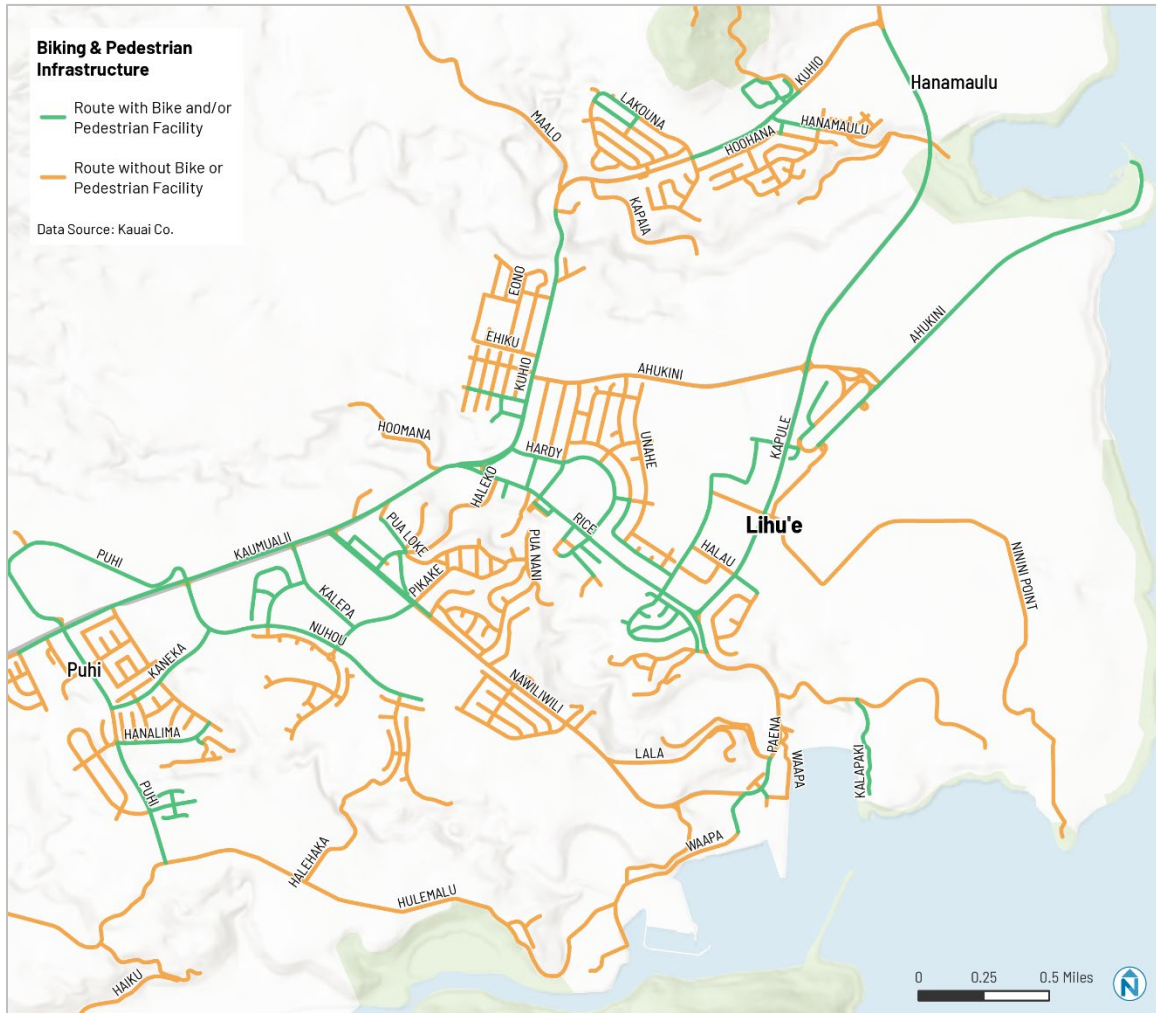 Biking & Pedestrian
Infrastructure
Route with Bike and/or
Pedestrian Facility
Route without Bike or
Pedestrian Facility
Data Source: Kauai Co.
KUHIO
Hanamaulu
LAKOUNA
MAALO
HOOHANA
HANAMAULU
KAPAIA
EONO
EHIKU
KUHIO
AHUKINI
AHUKINI
HOOMANA
HARDY
UNAHE
KAPULE
HALEKO
RICE
Lihu'e
PUA LOKE
PUA NANI
HALAU
PUHI
KAUMUALII
PIKAKE
NININI POINT
KALEPA
NUHOU
Puhi
KANEKA
NAWILIWILI
HANALIMA
LALA
PAENA
WAAPA
KALAPAKI
PUHI
WAAPA
HALEHAKA
HULEMALU
HAIKU
0 0.25 0.5 Miles
N